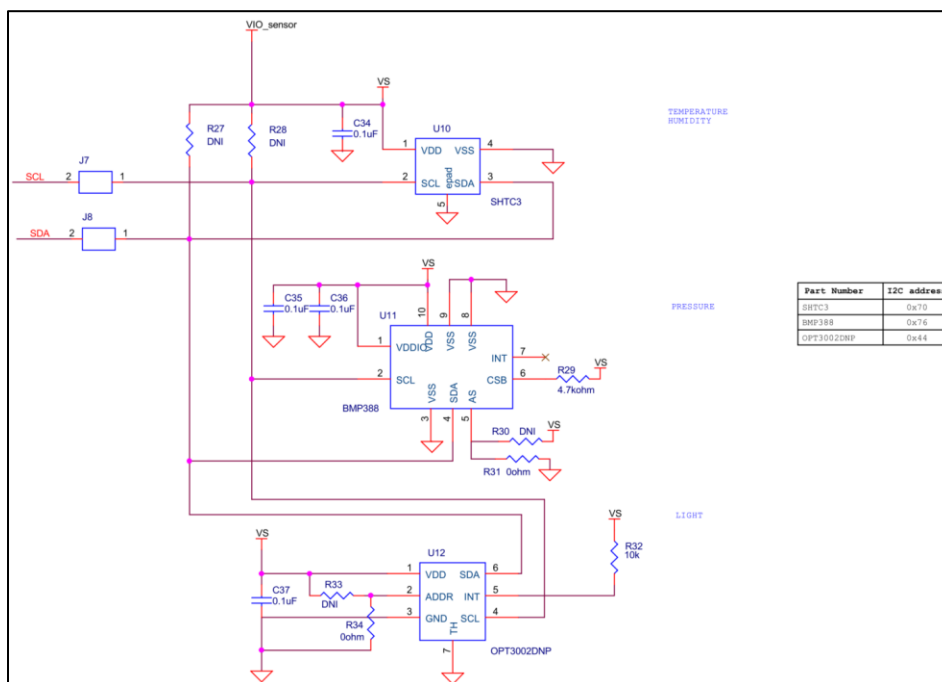 VIO_sensor
VS
R27
DNI
R28
DNI
C34
0.1uF
U10
1
VDD
VSS
4
2
SCL
SDA
3
epad
5
SHTC3
TEMPERATURE
HUMIDITY
J7
SCL
2
1
J8
SDA
2
1
VS
C35
0.1uF
C36
0.1uF
U11
10
9
8
VDD
VSS
VSS
1
VDDIO
INT
7
2
SCL
CSB
6
VSS
SDA
AS
3
4
5
BMP388
R29
4.7kohm
VS
R30
DNI
VS
R31
0ohm
PRESSURE
Part Number
I2C address
SHTC3
0x70
BMP388
0x76
OPT3002DNP
0x44
LIGHT
VS
C37
0.1uF
R33
DNI
R34
0ohm
U12
1
VDD
SDA
6
2
ADDR
INT
5
3
GND
SCL
4
TH
7
OPT3002DNP
VS
R32
10k